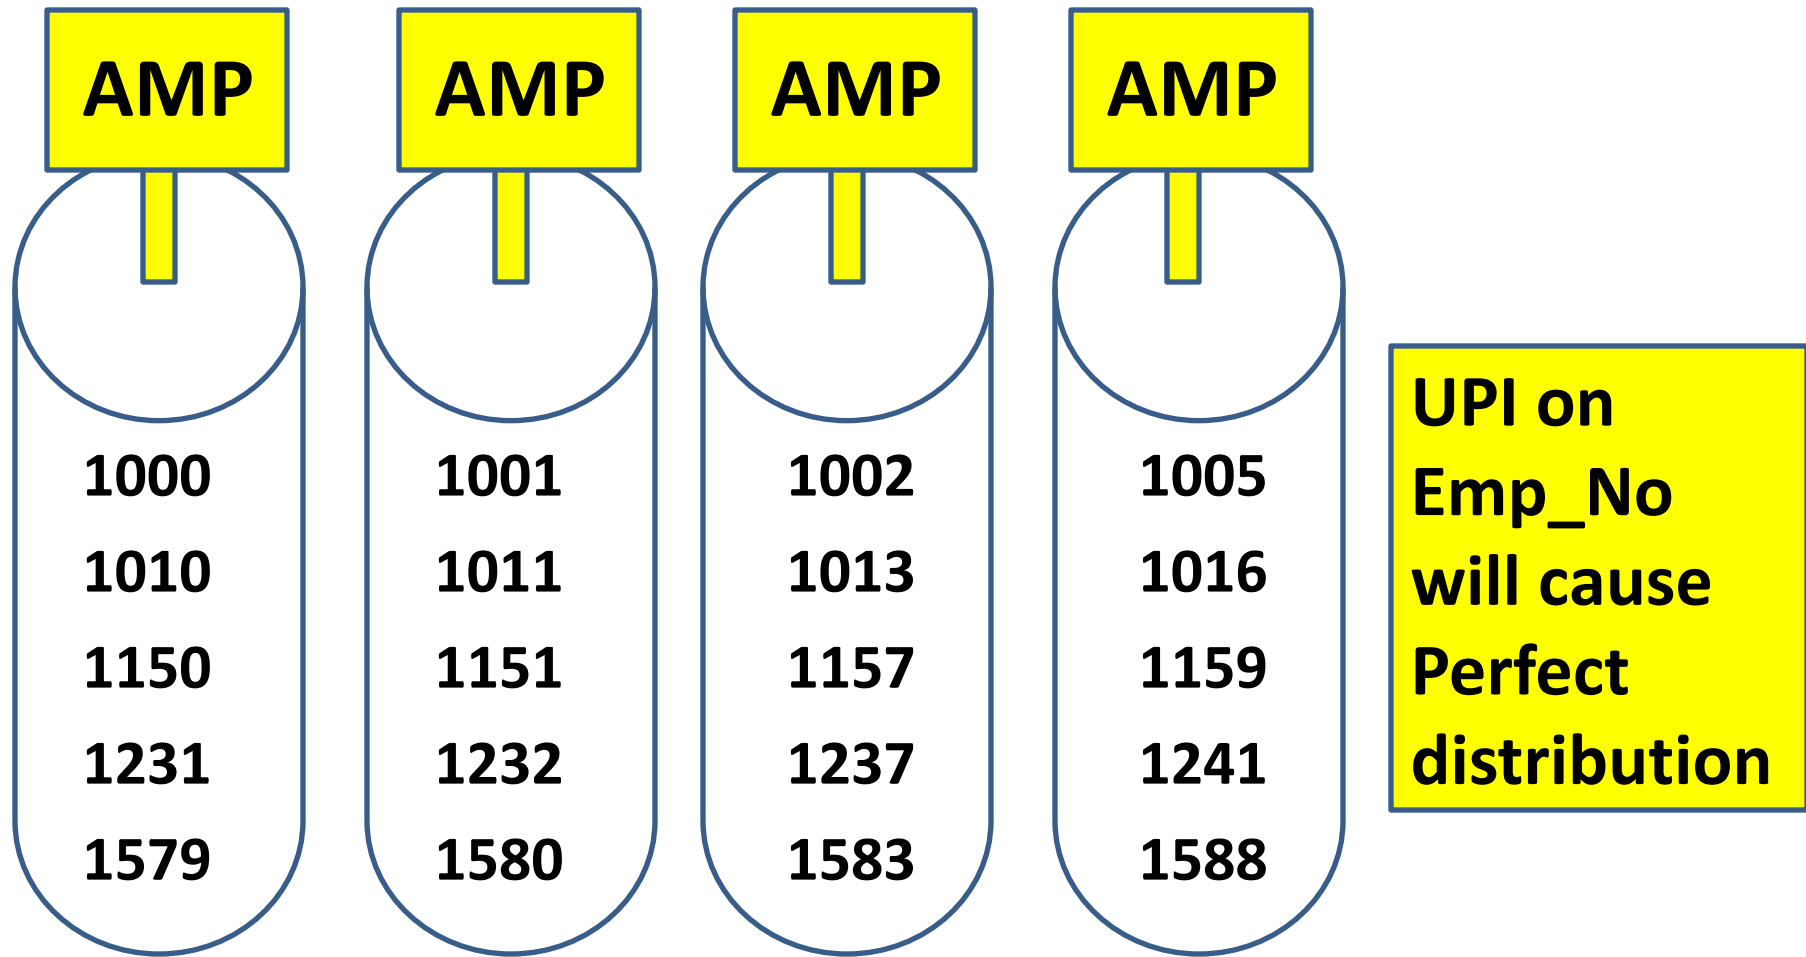 AMP AMP AMP AMP
1000 1001 1002 1005
1010 1011 1013 1016
1150 1151 1157 1159
1231 1232 1237 1241
1579 1580 1583 1588
UPI on
Emp_No
will cause
Perfect
distribution